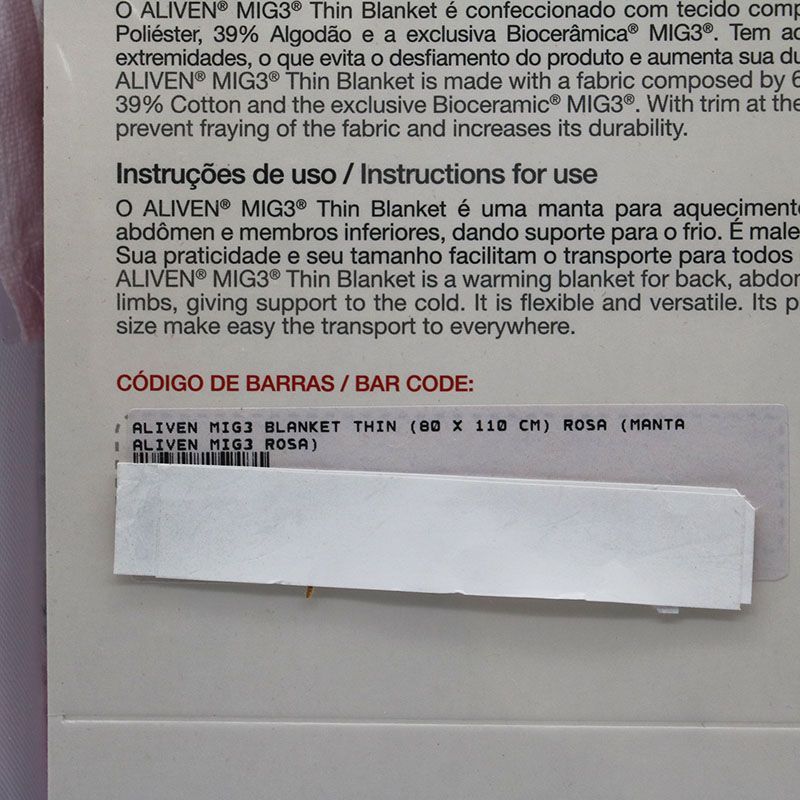 O ALIVEN® MIG3® Thin Blanket é confeccionado com tecido comp
Poliéster, 39% Algodão e a exclusiva Biocerâmica® MIG3®. Tem ac
extremidades, o que evita o desfiamento do produto e aumenta sua du
ALIVEN® MIG3® Thin Blanket is made with a fabric composed by 6
39% Cotton and the exclusive Bioceramic® MIG3®. With trim at the
prevent fraying of the fabric and increases its durability.
Instruções de uso / Instructions for use
O ALIVEN® MIG3® Thin Blanket é uma manta para aqueciment
abdômen e membros inferiores, dando suporte para o frio. É male
Sua praticidade e seu tamanho facilitam o transporte para todos
ALIVEN® MIG3® Thin Blanket is a warming blanket for back, abdor
limbs, giving support to the cold. It is flexible and versatile. Its p
size make easy the transport to everywhere.
CÓDIGO DE BARRAS / BAR CODE:
ALIVEN MIG3 BLANKET THIN (80 X 110 CM) ROSA (MANTA
ALIVEN MIG3 ROSA)